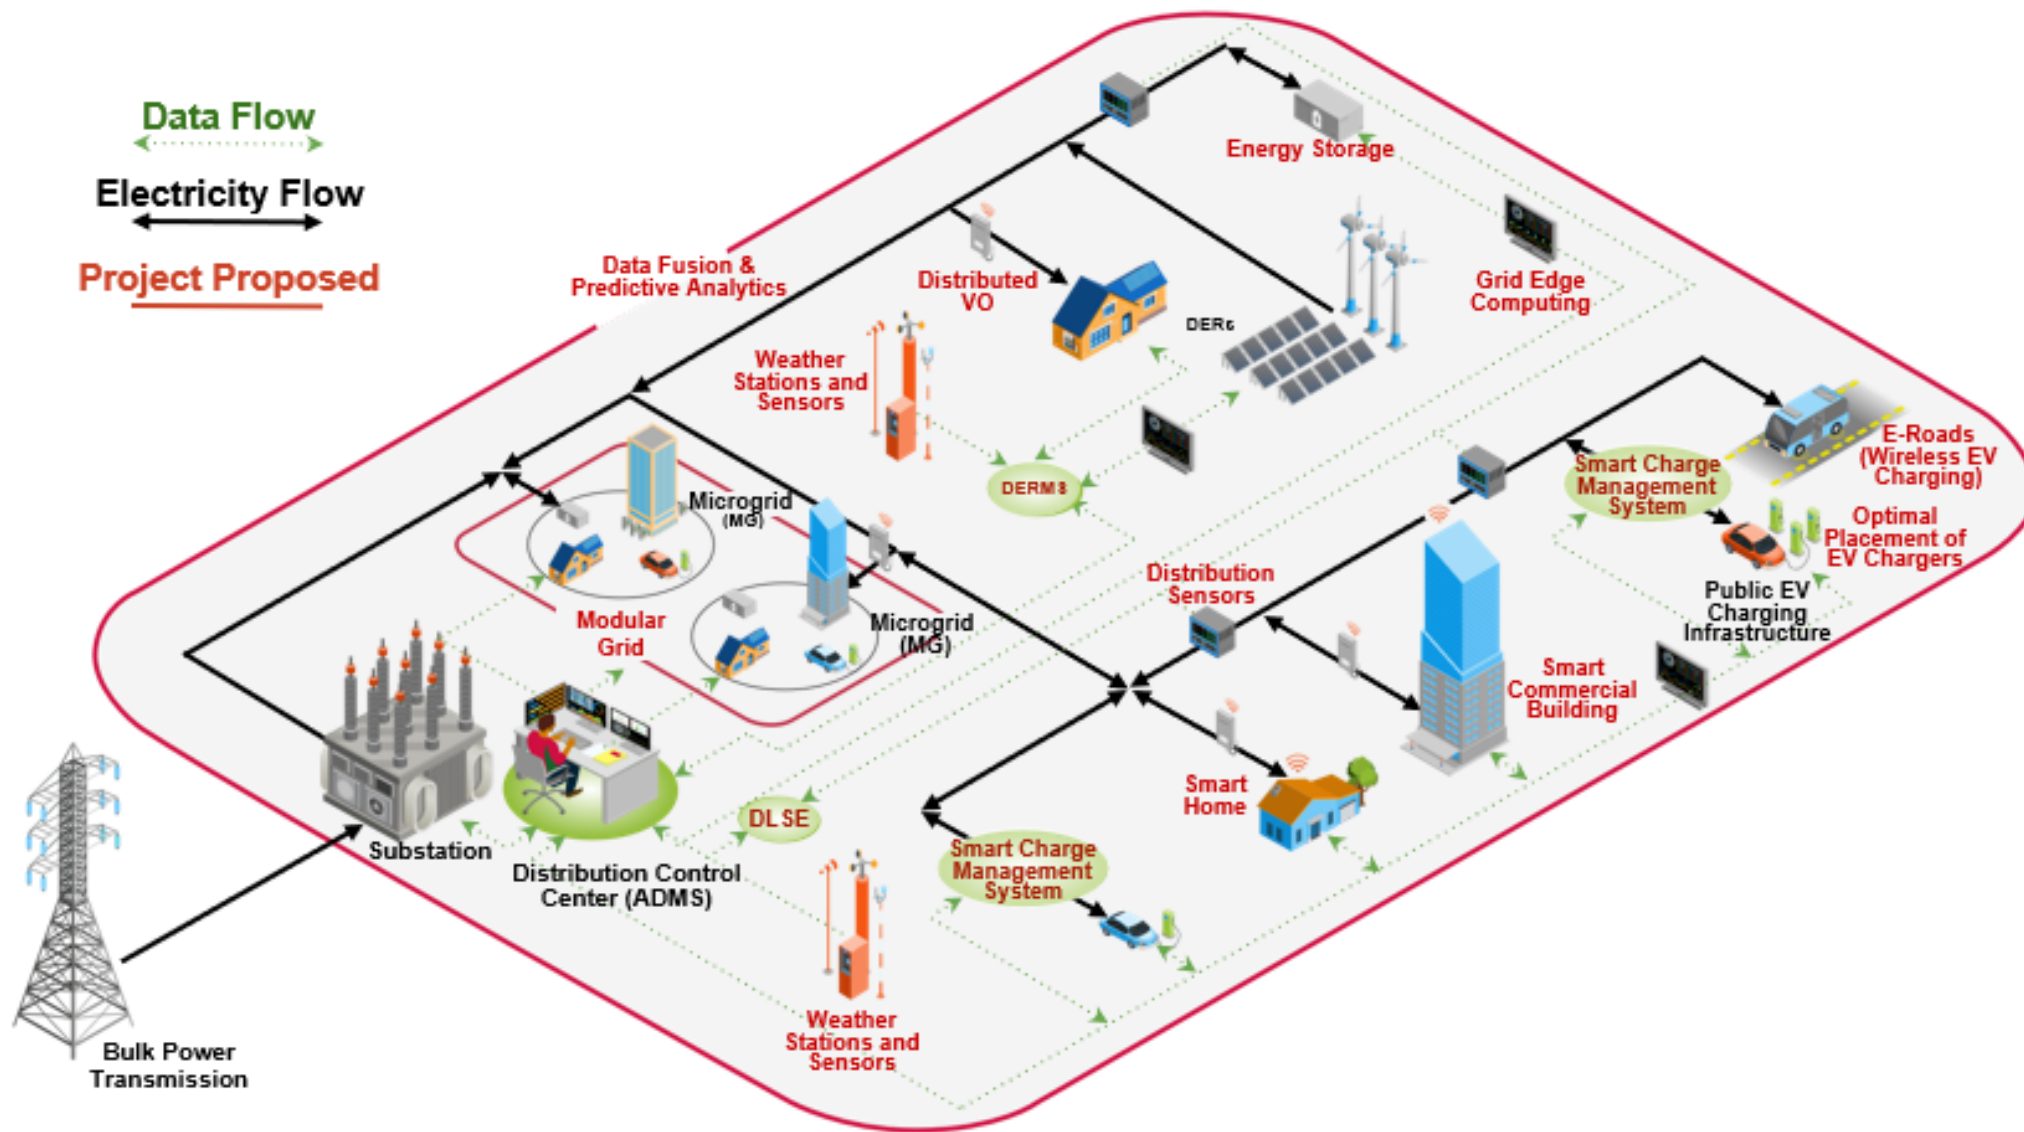 Data Flow
Electricity Flow
Project Proposed
Energy Storage
Data Fusion &
Predictive Analytics
Distributed
VO
Grid Edge
Computing
DERs
Weather
Stations and
Sensors
E-Roads
(Wireless EV
Charging)
Smart Charge
Management
System
DERMS
Microgrid
(MG)
Optimal
Placement of
EV Chargers
Distribution
Sensors
Public EV
Charging
Infrastructure
Modular
Grid
Microgrid
(MG)
Smart
Commercial
Building
Smart
Home
DLSE
Substation
Distribution Control
Center (ADMS)
Smart Charge
Management
System
Weather
Stations and
Sensors
Bulk Power
Transmission